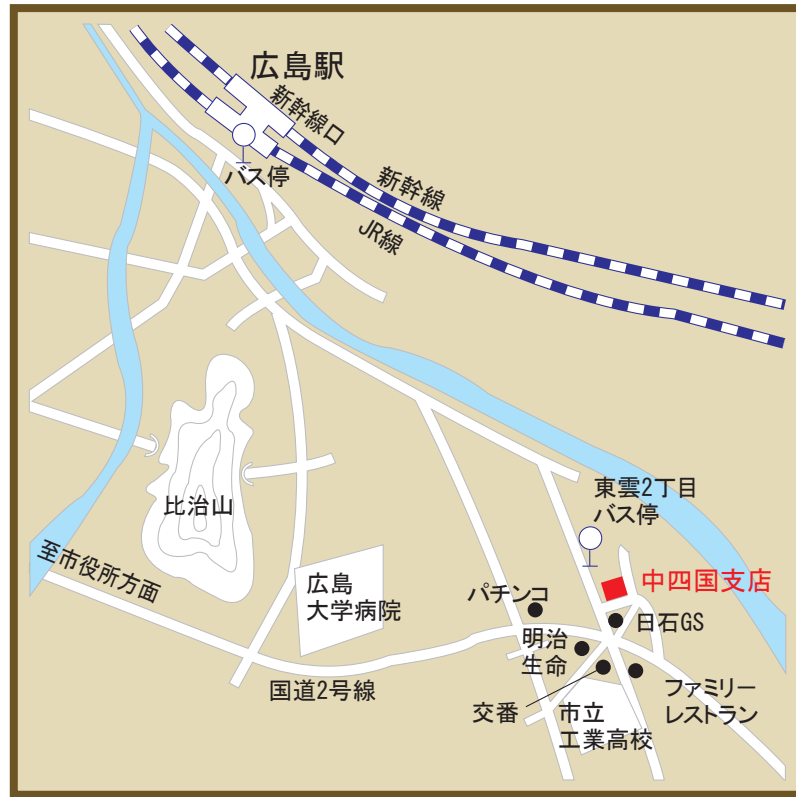 広島駅
新幹線口
バス停
新幹線
JR線
比治山
東雲2丁目
バス停
至市役所方面
広島
大学病院
パチンコ
中四国支店
日石GS
明治
生命
国道2号線
交番
市立
工業高校
ファミリー
レストラン